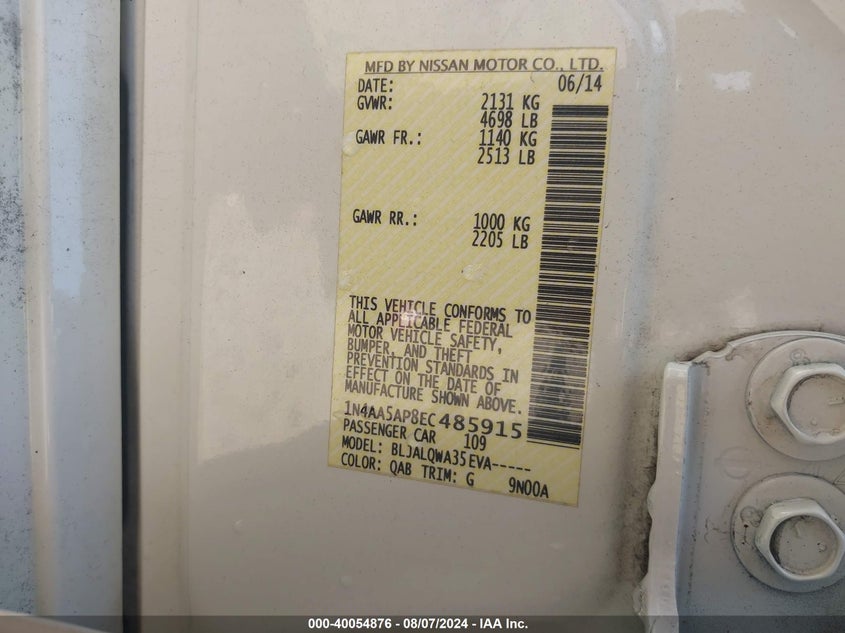 MFD BY NISSAN MOTOR CO., LTD.
DATE: 06/14
GVWR: 2131 KG
4698 LB
GAWR FR.: 1140 KG
2513 LB
GAWR RR.: 1000 KG
2205 LB
THIS VEHICLE CONFORMS TO
ALL APPLICABLE FEDERAL
MOTOR VEHICLE SAFETY,
BUMPER, AND THEFT
PREVENTION STANDARDS IN
EFFECT ON THE DATE OF
MANUFACTURE SHOWN ABOVE.
1N4AA5AP8EC485915
PASSENGER CAR 109
MODEL: BLJALQWA35EVA-----
COLOR: QAB TRIM: G 9N00A
000-40054876 - 08/07/2024 - IAA Inc.